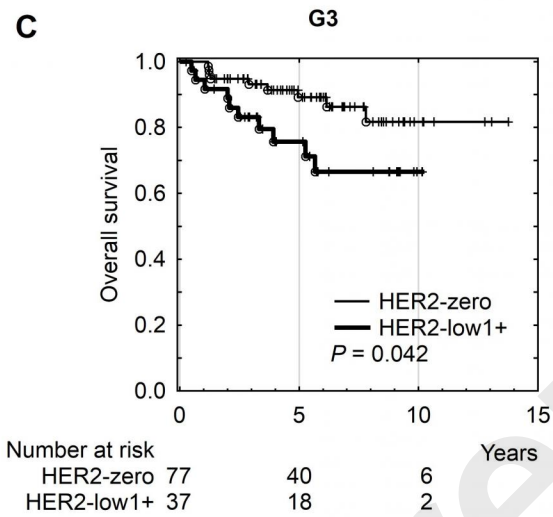 C
G3
Overall survival
1.0
0.8
0.6
0.4
0.2
0.0
HER2-zero
HER2-low1+
P = 0.042
0 5 10 15
Number at risk Years
HER2-zero 77 40 6
HER2-low1+ 37 18 2